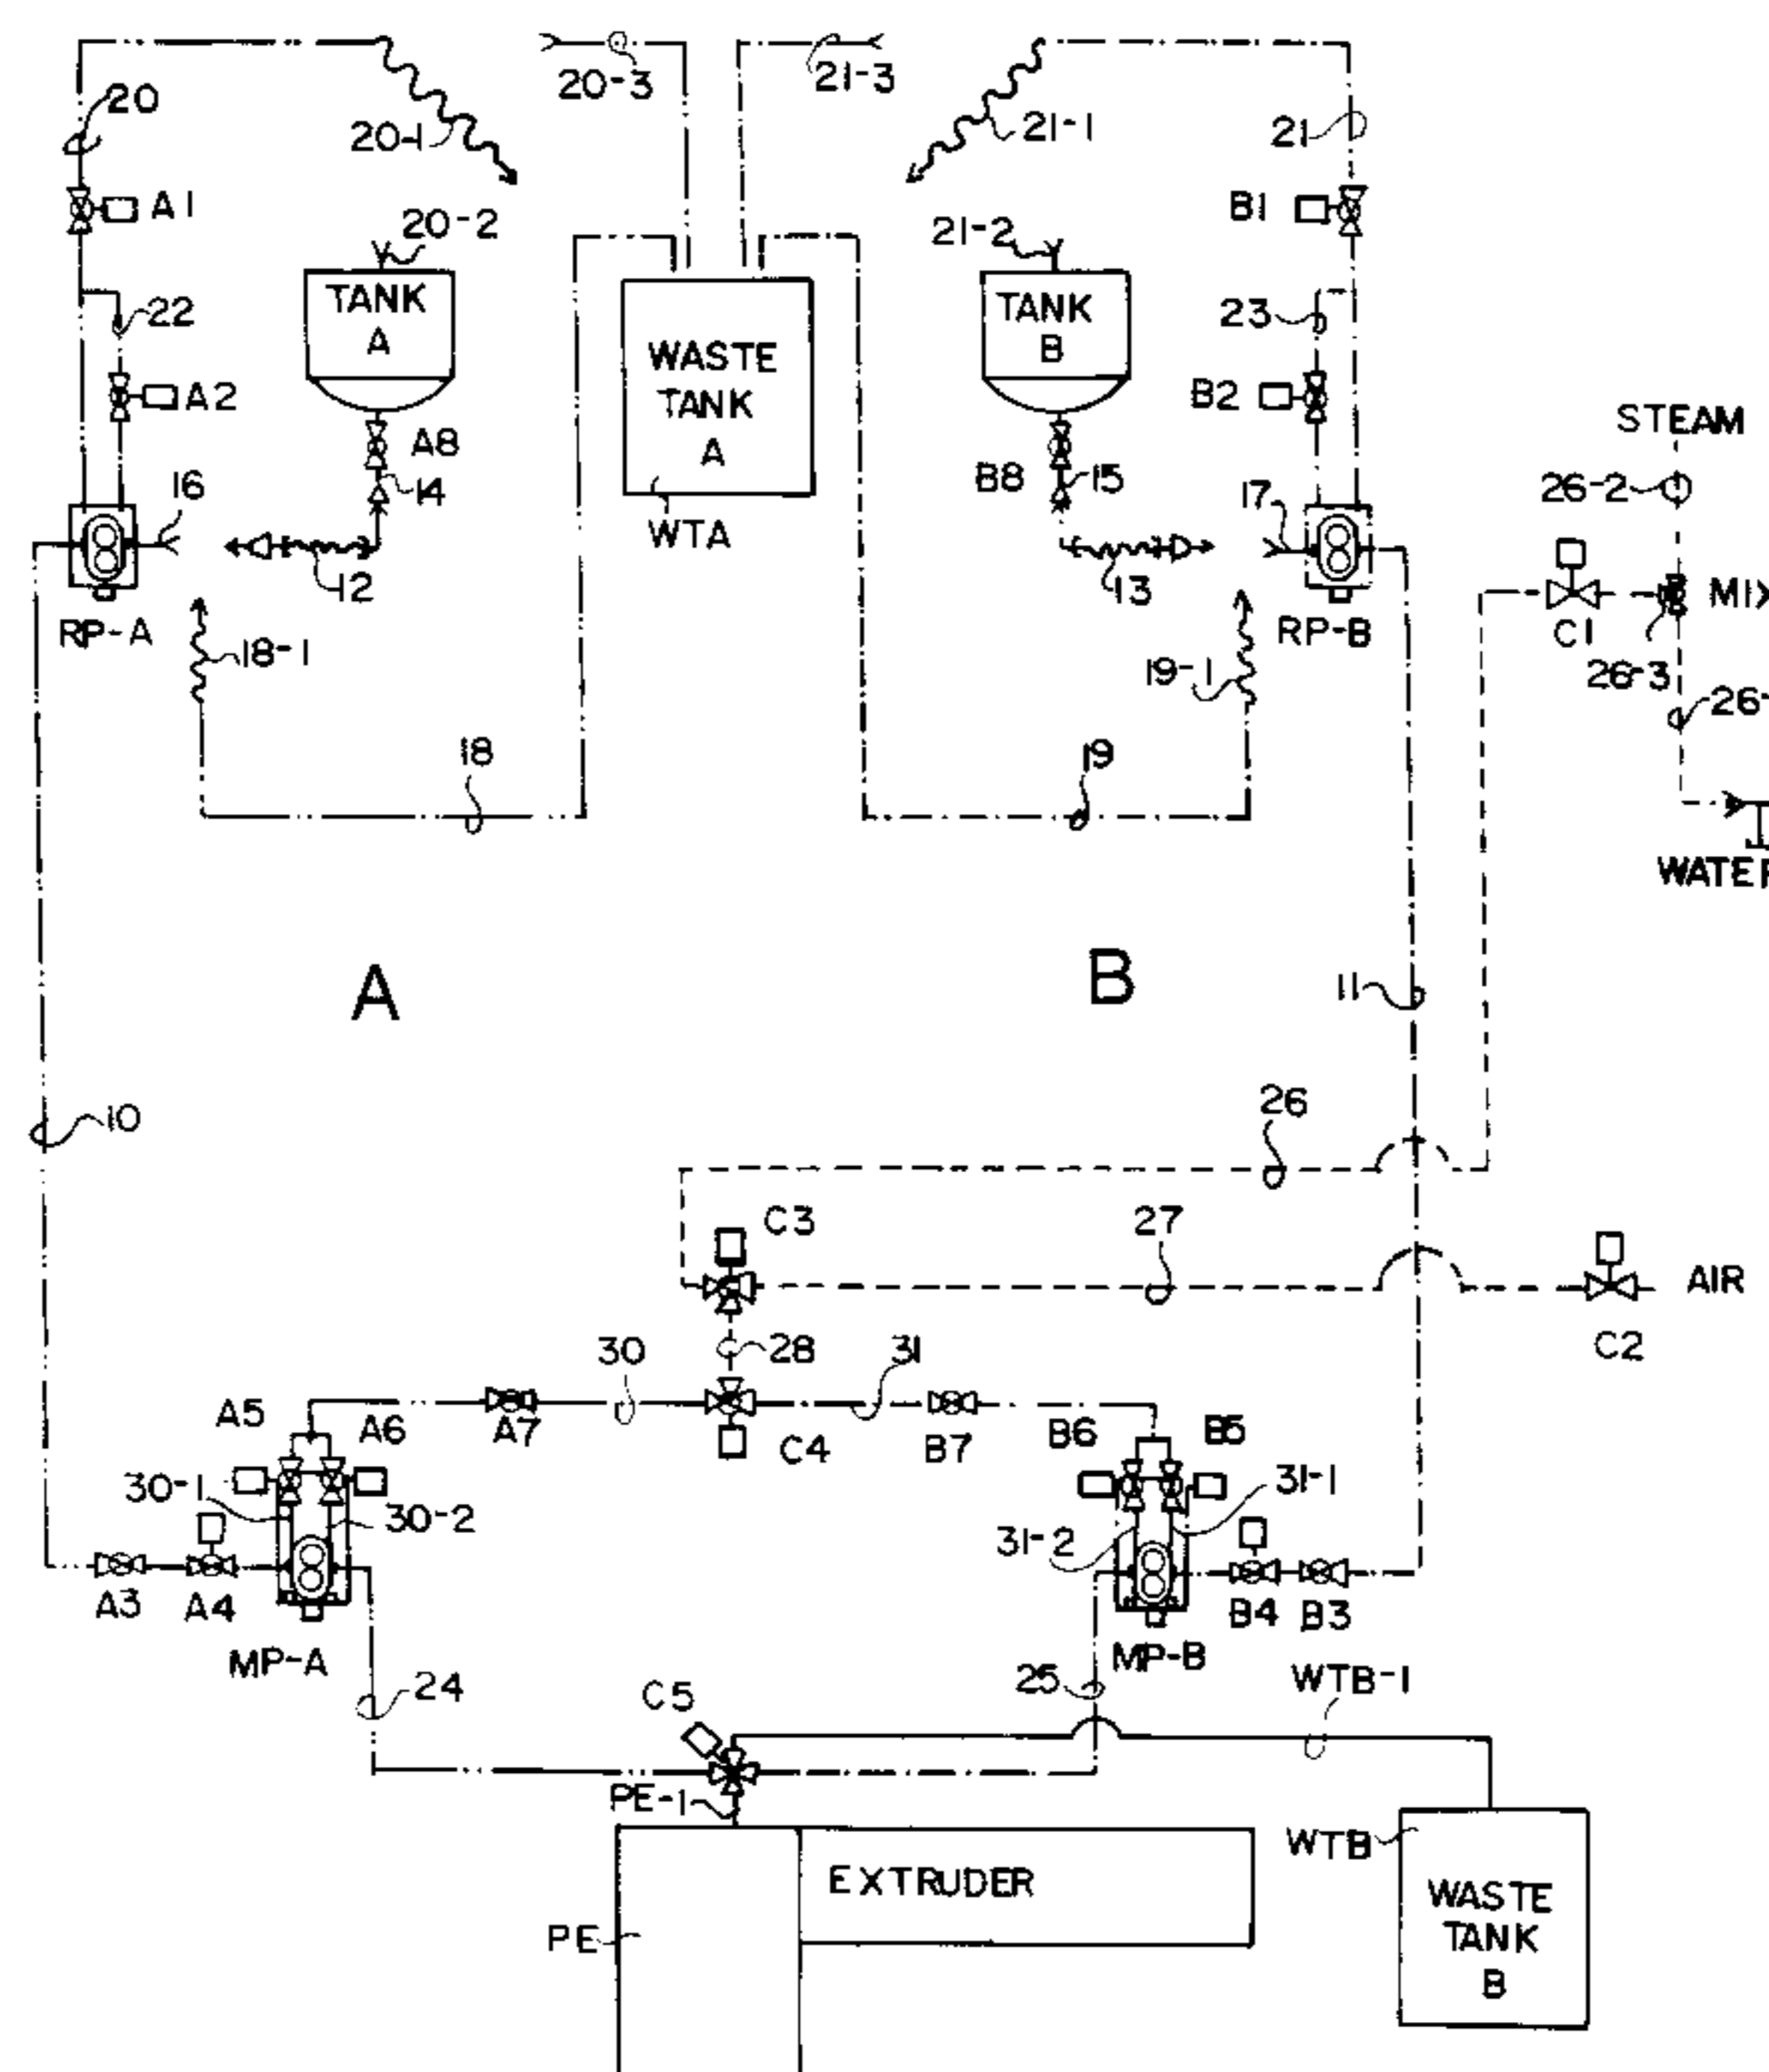 20-3
21-3
20
20-1
21-1
21
A1
20-2
21-2
B1
TANK
A
22
WASTE
TANK
A
TANK
B
23
A2
A8
B2
STEAM
16
14
B8
15
17
26-2
WTA
12
13
C1
RP-A
18-1
19-1
RP-B
26-3
18
19
WATER
A
B
11
10
26
C3
27
AIR
30
28
31
C2
A5
A6
A7
C4
B7
B6
B5
30-1
30-2
31-1
31-2
A3
A4
B4
B3
MP-A
MP-B
24
C5
25
WTB-1
PE-1
WTB
EXTRUDER
PE
WASTE
TANK
B